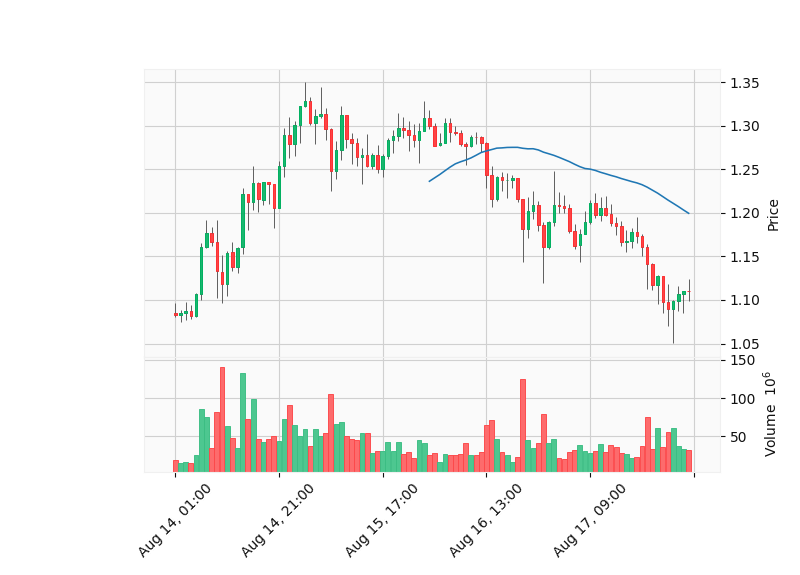 1.35
1.30
1.25
1.20
1.15
1.10
1.05
Price
150
100
50
Volume 10^6
Aug 14, 01:00
Aug 14, 21:00
Aug 15, 17:00
Aug 16, 13:00
Aug 17, 09:00